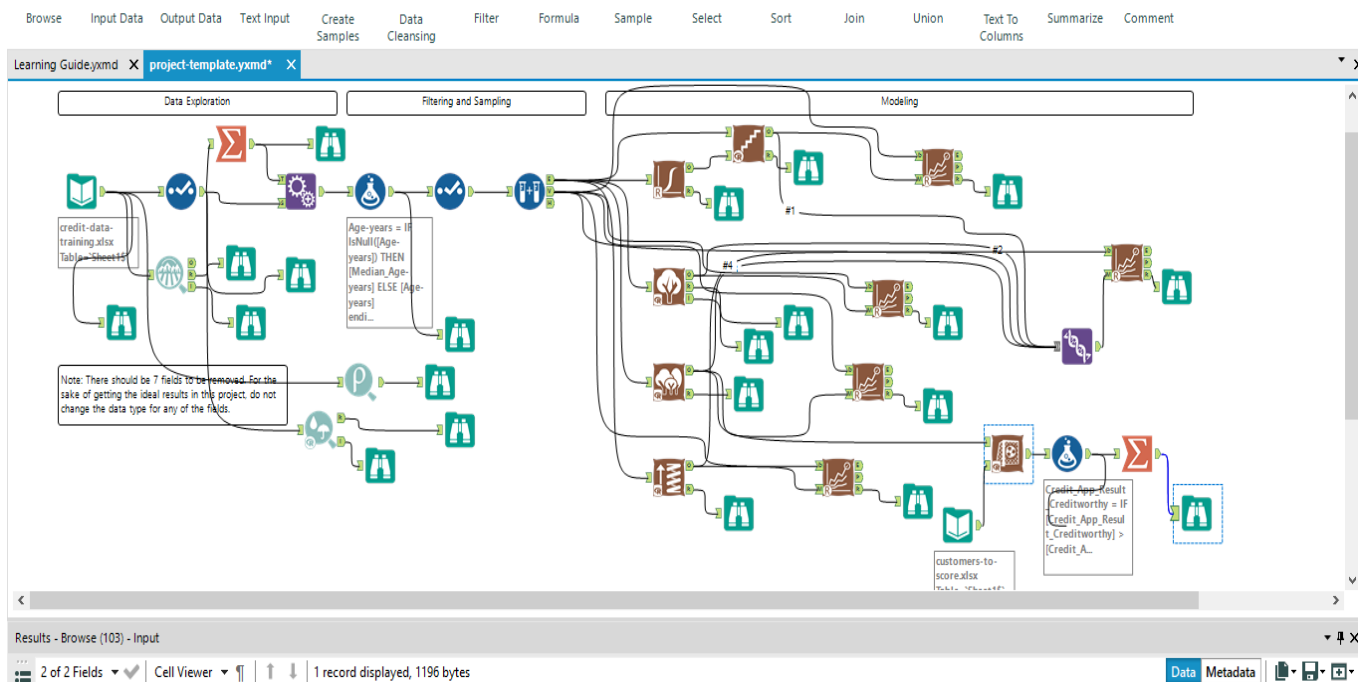 Browse Input Data Output Data Text Input Create Samples Data Cleansing Filter Formula Sample Select Sort Join Union Text To Columns Summarize Comment
Learning Guide.yxmd X project-template.yxmd* X
Data Exploration
Filtering and Sampling
Modeling
credit-data-
training.xlsx
Table=`Sheet15`
Age-years = IF
IsNull([Age-
years]) THEN
[Median_Age-
years] ELSE [Age-
years]
endi...
#1
#2
#4
Note: There should be 7 fields to be removed. For the
sake of getting the ideal results in this project, do not
change the data type for any of the fields.
Credit_App_Result
_Creditworthy = IF
[Credit_App_Resul
t_Creditworthy] >
[Credit_A...
customers-to-
score.xlsx
Results - Browse (103) - Input
2 of 2 Fields Cell Viewer 1 record displayed, 1196 bytes Data Metadata